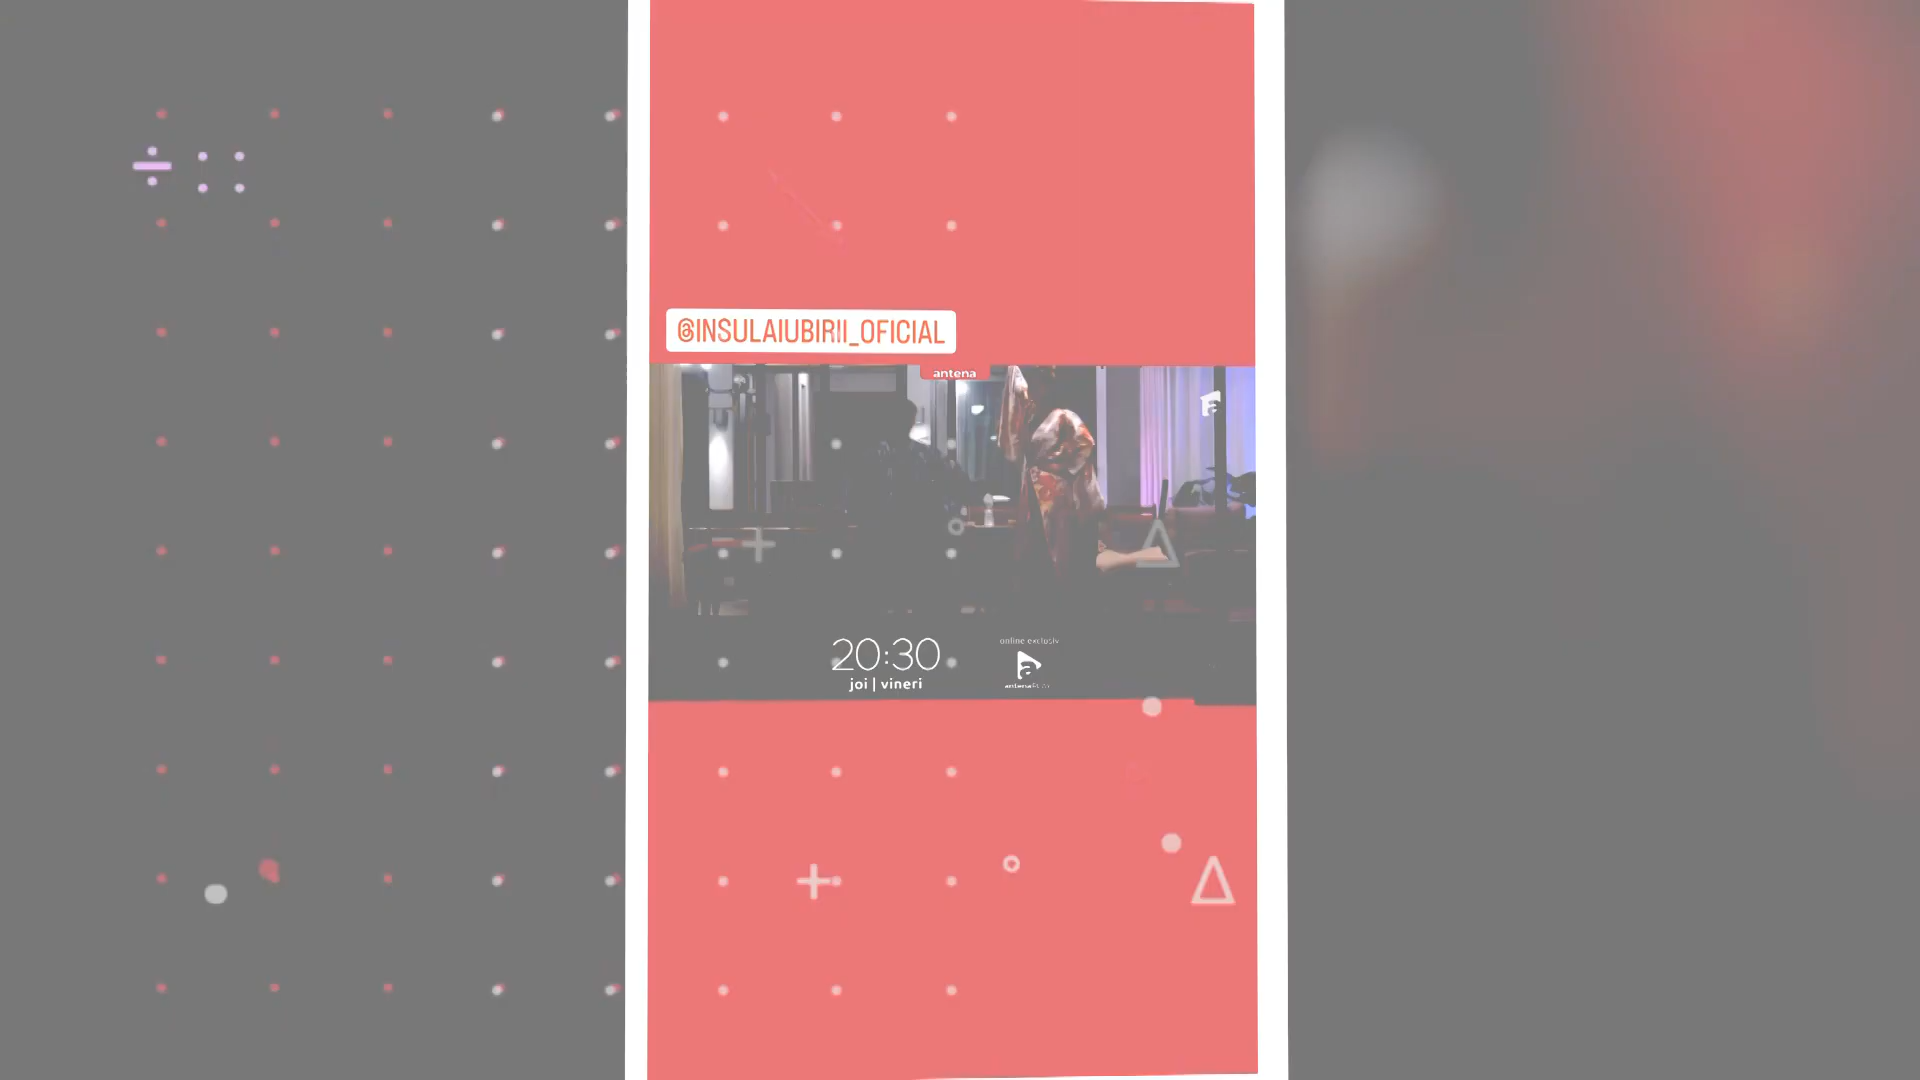 @INSULAIUBIRII_OFICIAL
antena
20:30
joi | vineri
online exclusiv